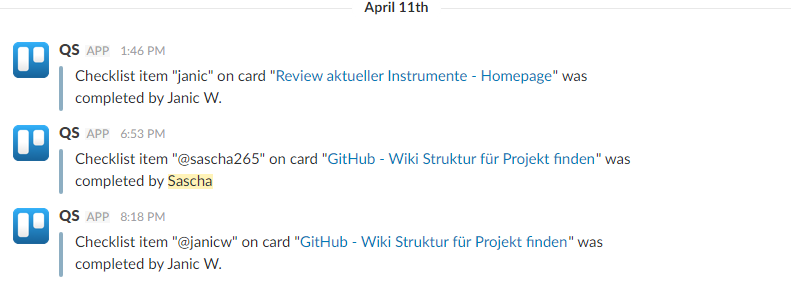 April 11th
QS APP 1:46 PM
Checklist item "janic" on card "Review aktueller Instrumente - Homepage" was
completed by Janic W.
QS APP 6:53 PM
Checklist item "@sascha265" on card "GitHub - Wiki Struktur für Projekt finden" was
completed by Sascha
QS APP 8:18 PM
Checklist item "@janicw" on card "GitHub - Wiki Struktur für Projekt finden" was
completed by Janic W.